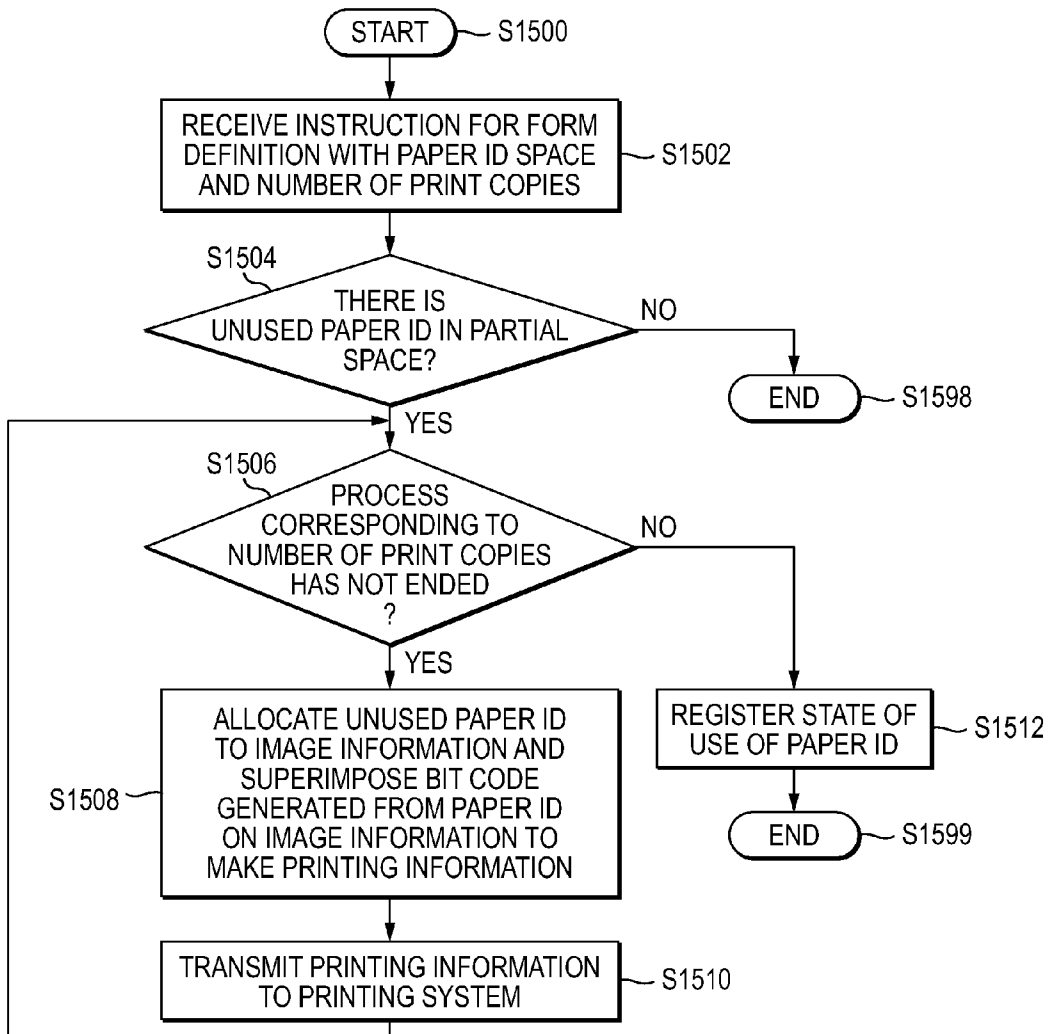 START
S1500
RECEIVE INSTRUCTION FOR FORM
DEFINITION WITH PAPER ID SPACE
AND NUMBER OF PRINT COPIES
S1502
S1504
THERE IS
UNUSED PAPER ID IN PARTIAL
SPACE?
NO
END
S1598
YES
S1506
PROCESS
CORRESPONDING TO
NUMBER OF PRINT COPIES
HAS NOT ENDED
?
NO
YES
ALLOCATE UNUSED PAPER ID
TO IMAGE INFORMATION AND
SUPERIMPOSE BIT CODE
GENERATED FROM PAPER ID
ON IMAGE INFORMATION TO
MAKE PRINTING INFORMATION
S1508
REGISTER STATE OF
USE OF PAPER ID
S1512
END
S1599
TRANSMIT PRINTING INFORMATION
TO PRINTING SYSTEM
S1510